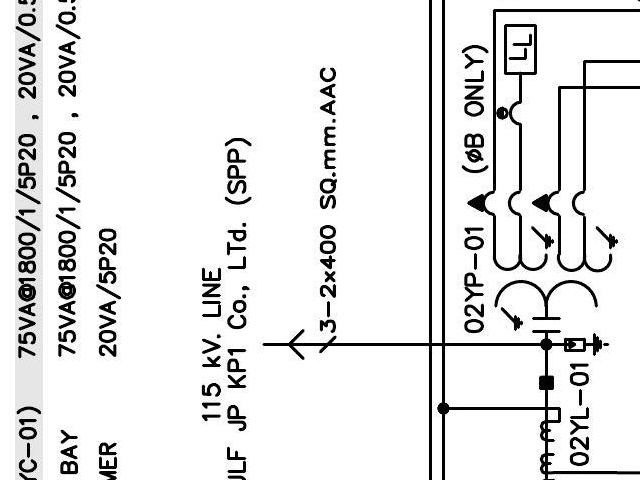 YC-01) 75VA@1800/1/5P20 , 20VA/0.5
BAY 75VA@1800/1/5P20 , 20VA/0.5
MER 20VA/5P20
115 kV. LINE
ULF JP KP1 Co., LTd. (SPP)
3-2x400 SQ.mm.AAC
02YP-01 (øB ONLY)
LL
02YL-01